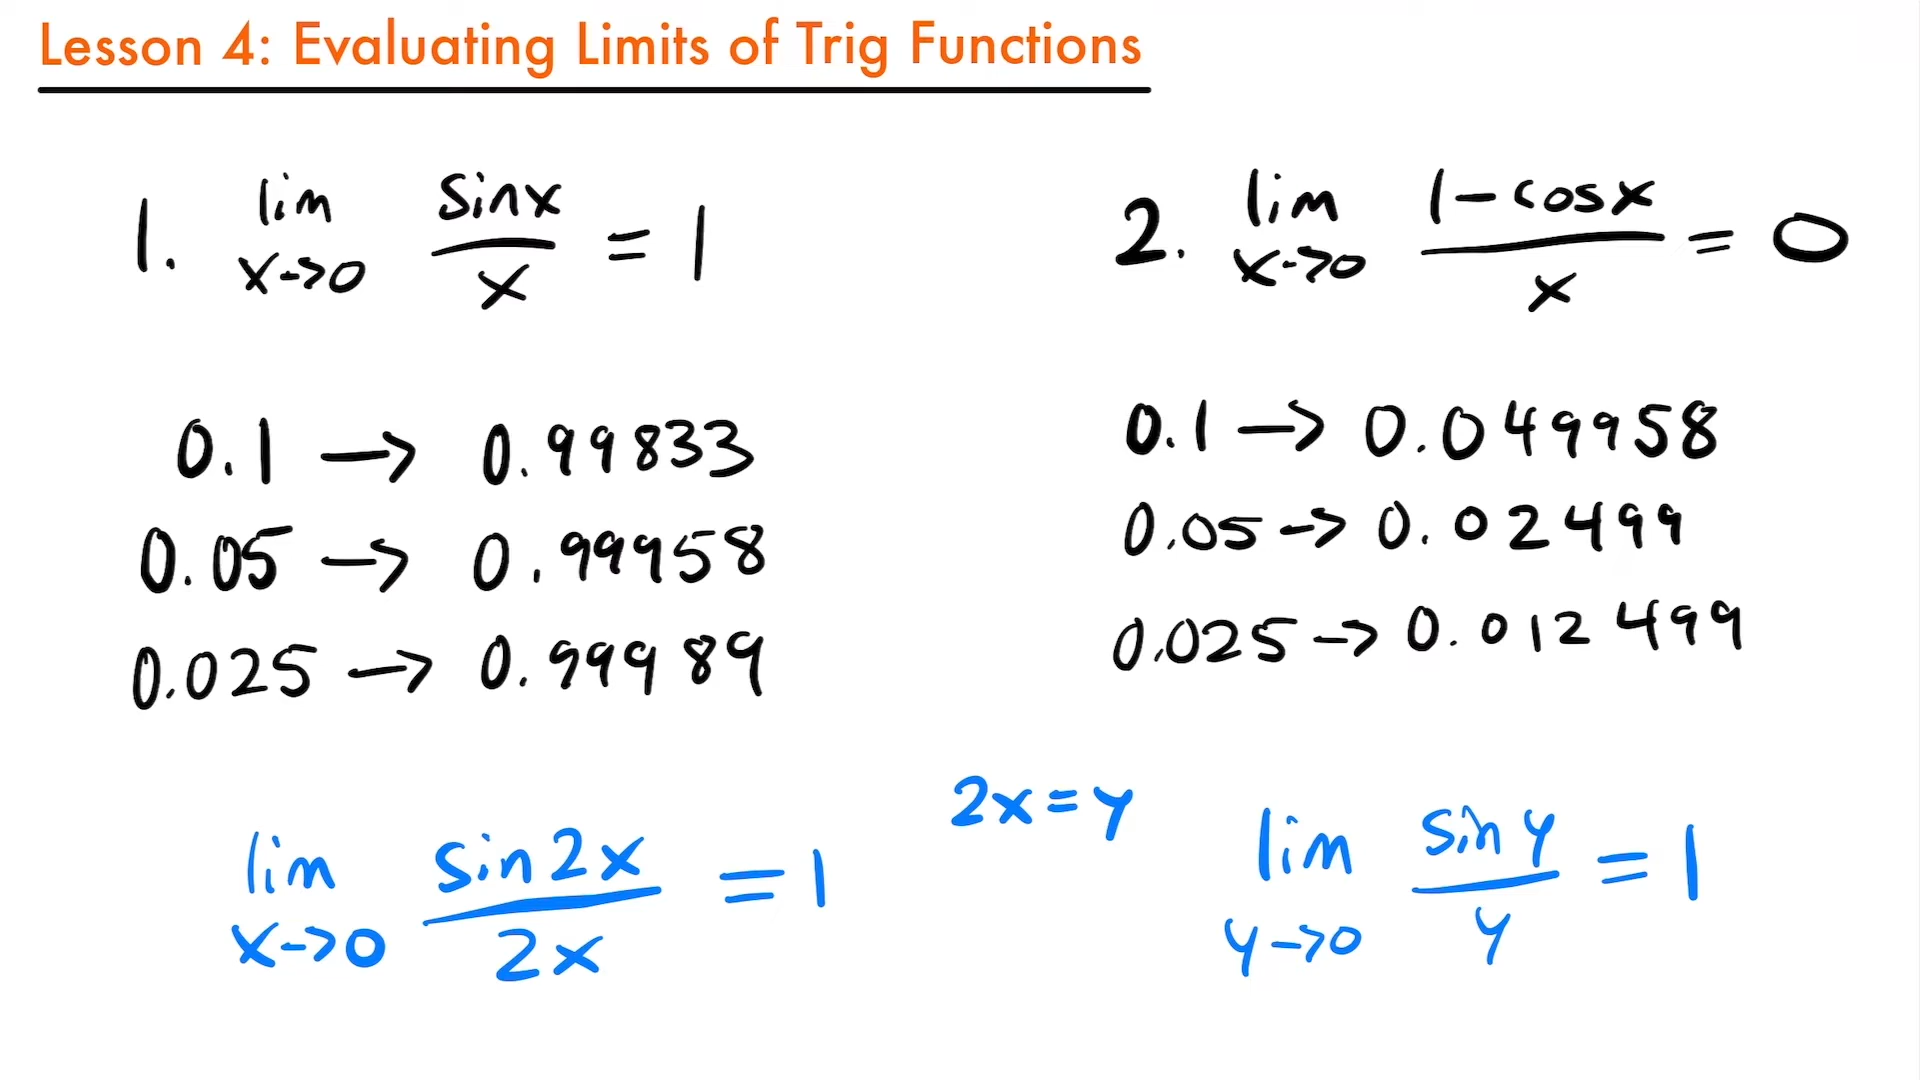 Lesson 4: Evaluating Limits of Trig Functions
1. lim x->0 sinx/x = 1
2. lim x->0 1-cosx/x = 0
0.1 -> 0.99833
0.05 -> 0.99958
0.025 -> 0.99989
0.1 -> 0.049958
0.05 -> 0.02499
0.025 -> 0.012499
lim x->0 sin2x/2x = 1
2x=y
lim y->0 sin y/y = 1